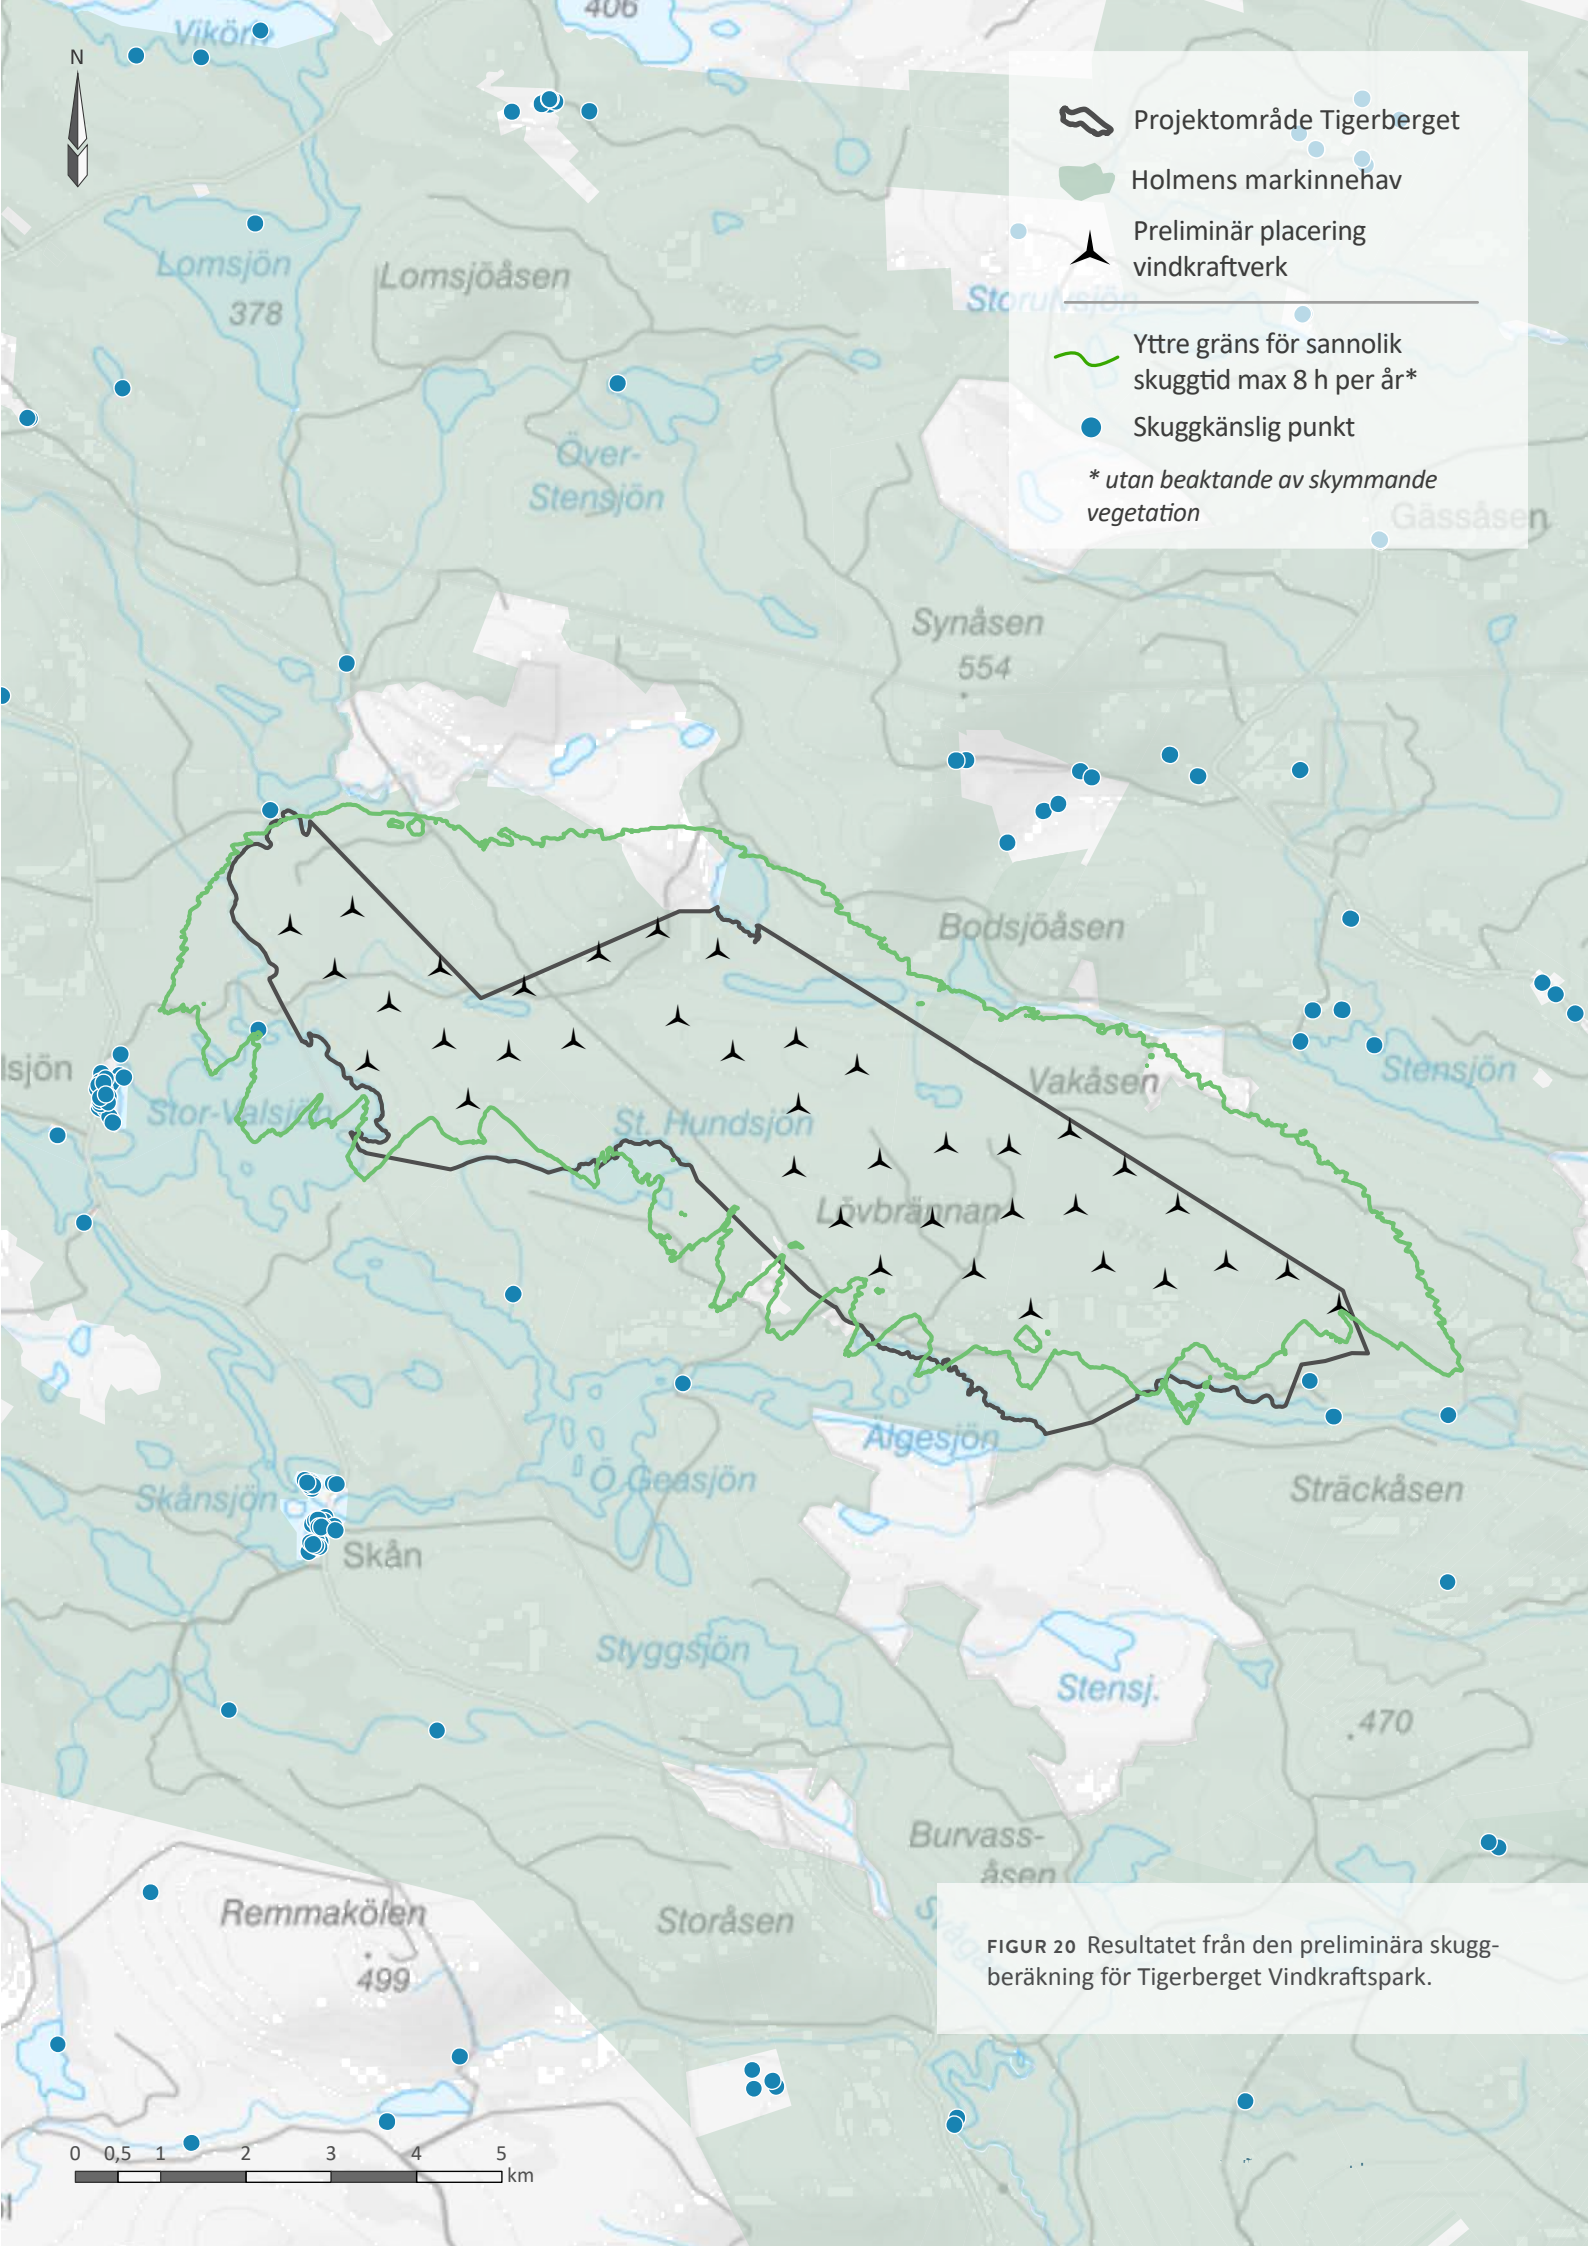 406
Vikörn
N
Projektområde Tigerberget
Holmens markinnehav
Preliminär placering
vindkraftverk
Yttre gräns för sannolik
skuggtid max 8 h per år*
Skuggkänslig punkt
* utan beaktande av skymmande
vegetation
Lomsjön
378
Lomsjöåsen
Storulvsjön
Över-
Stensjön
Gässåsen
Synåsen
554
Bodsjöåsen
lsjön
Stor-Valsjön
St. Hundsjön
Vakåsen
Stensjön
Lövbrännan
Älgesjön
Ö Geasjön
Skånsjön
Skån
Sträckåsen
Styggsjön
Stensj.
470
Burvass-
åsen
Remmakölen
499
Storåsen
FIGUR 20 Resultatet från den preliminära skugg-
beräkning för Tigerberget Vindkraftspark.
0 0,5 1 2 3 4 5
km